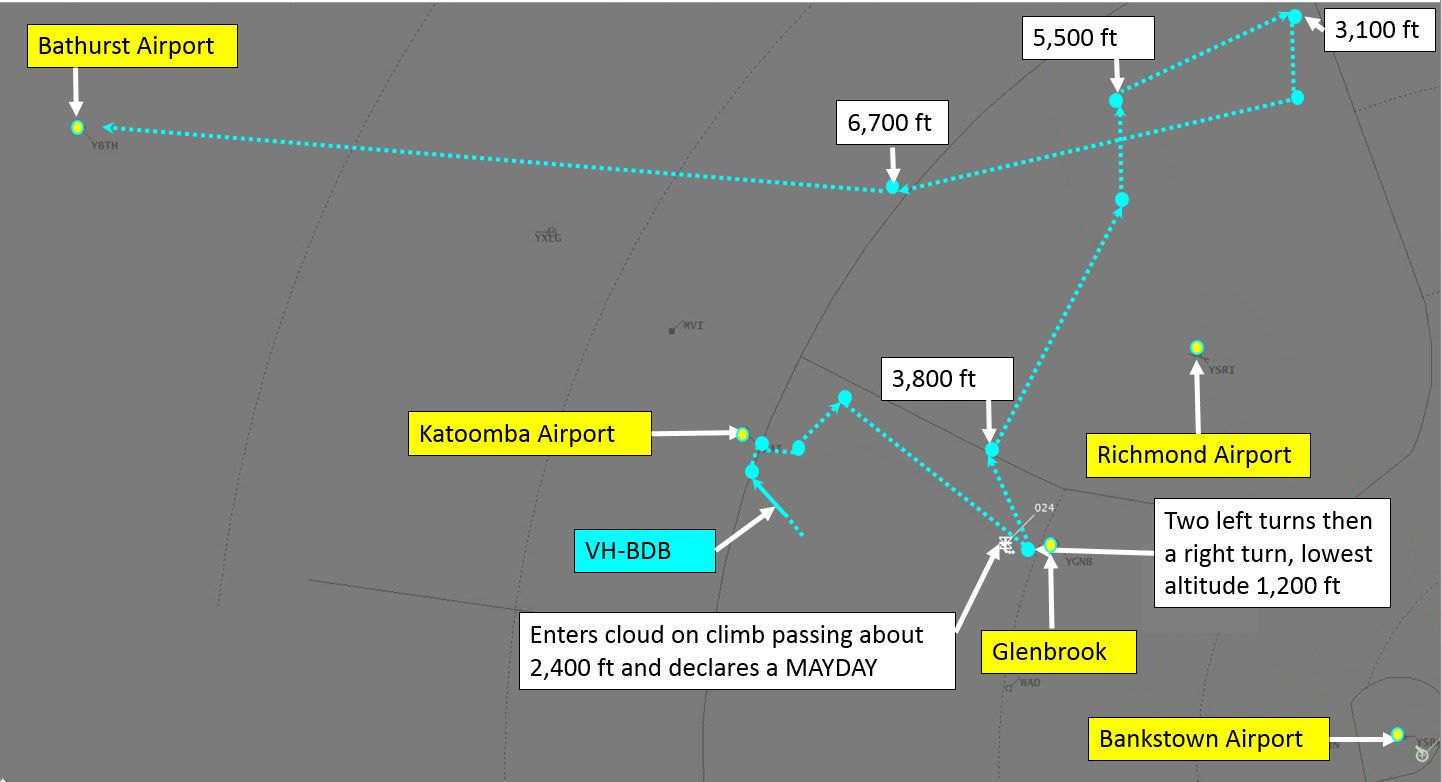 Bathurst Airport
5,500 ft
3,100 ft
6,700 ft
YBTH
YXLG
MVI
3,800 ft
YSRI
Katoomba Airport
Richmond Airport
024
Two left turns then
a right turn, lowest
altitude 1,200 ft
VH-BDB
YGNB
Enters cloud on climb passing about
2,400 ft and declares a MAYDAY
Glenbrook
WAD
Bankstown Airport